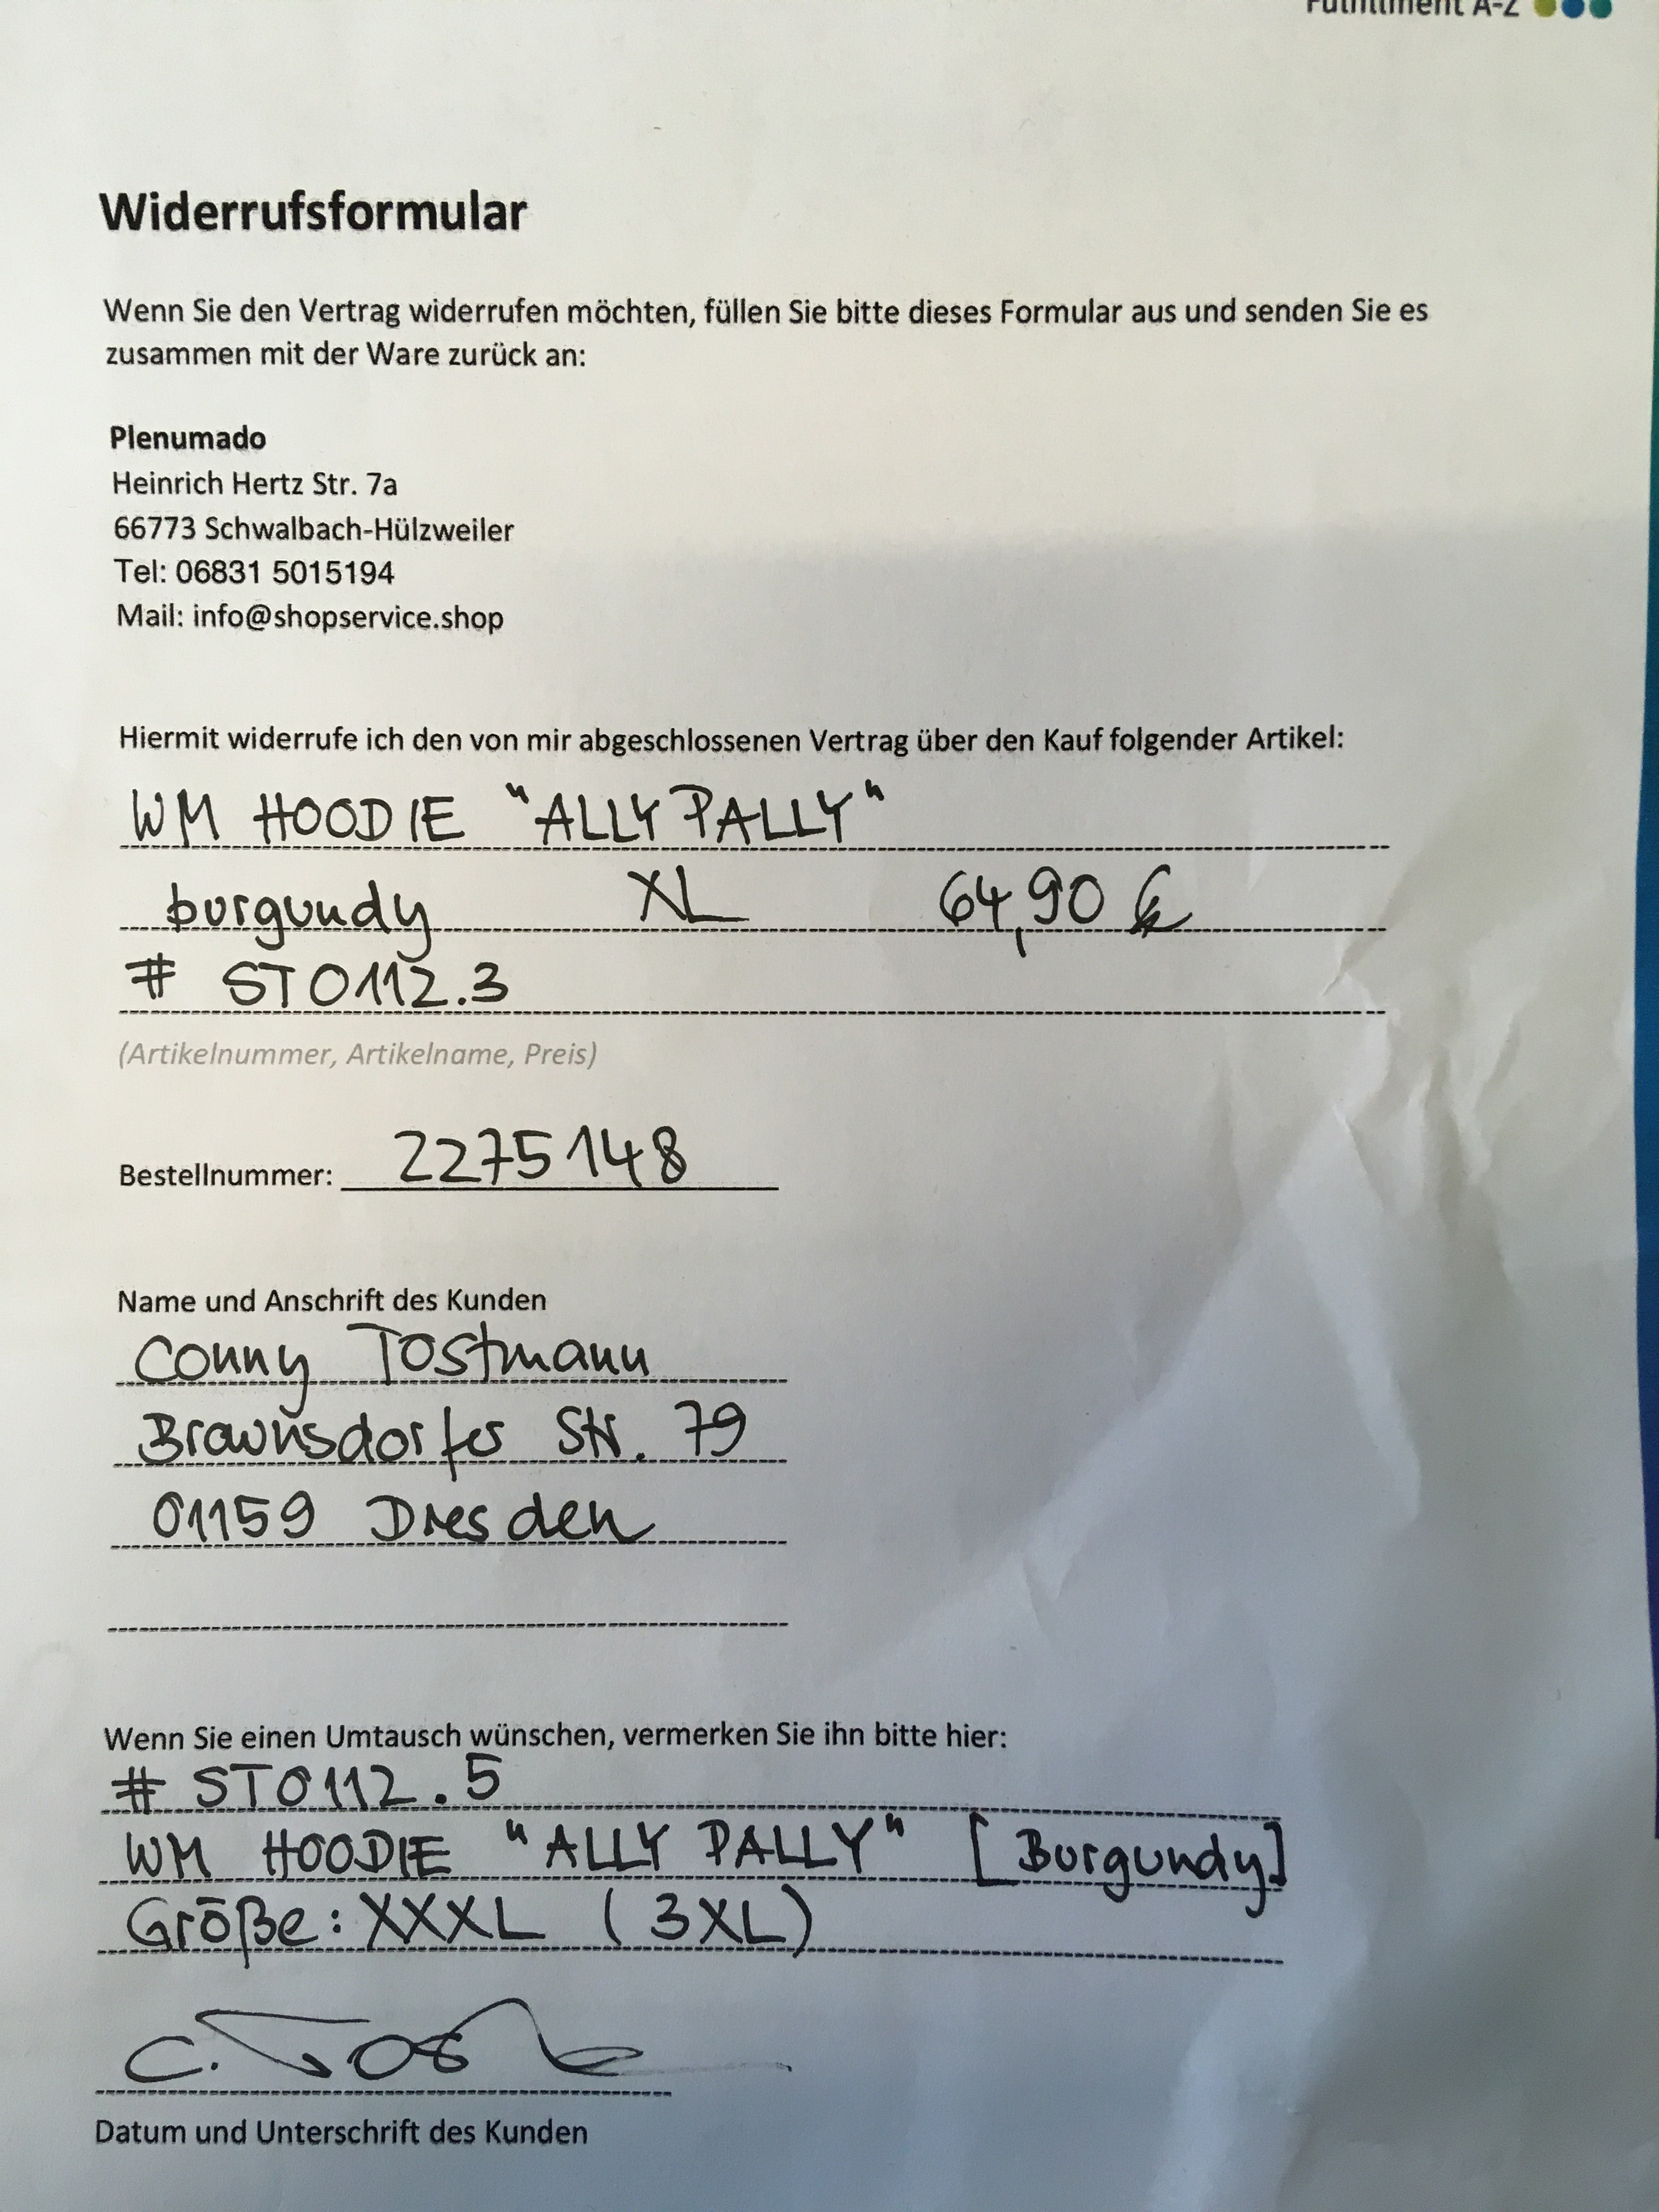 Fulfillment A-Z
Widerrufsformular
Wenn Sie den Vertrag widerrufen möchten, füllen Sie bitte dieses Formular aus und senden Sie es
zusammen mit der Ware zurück an:
Plenumado
Heinrich Hertz Str. 7a
66773 Schwalbach-Hülzweiler
Tel: 06831 5015194
Mail: info@shopservice.shop
Hiermit widerrufe ich den von mir abgeschlossenen Vertrag über den Kauf folgender Artikel:
WM HOODIE "ALLY PALLY"
burgundy XL 64,90 €
# STO112.3
(Artikelnummer, Artikelname, Preis)
Bestellnummer: 2275148
Name und Anschrift des Kunden
Conny Tostmann
Braunsdorfer Str. 79
01159 Dresden
Wenn Sie einen Umtausch wünschen, vermerken Sie ihn bitte hier:
# STO112.5
WM HOODIE "ALLY PALLY" [Burgundy]
Größe: XXXL (3XL)
Datum und Unterschrift des Kunden